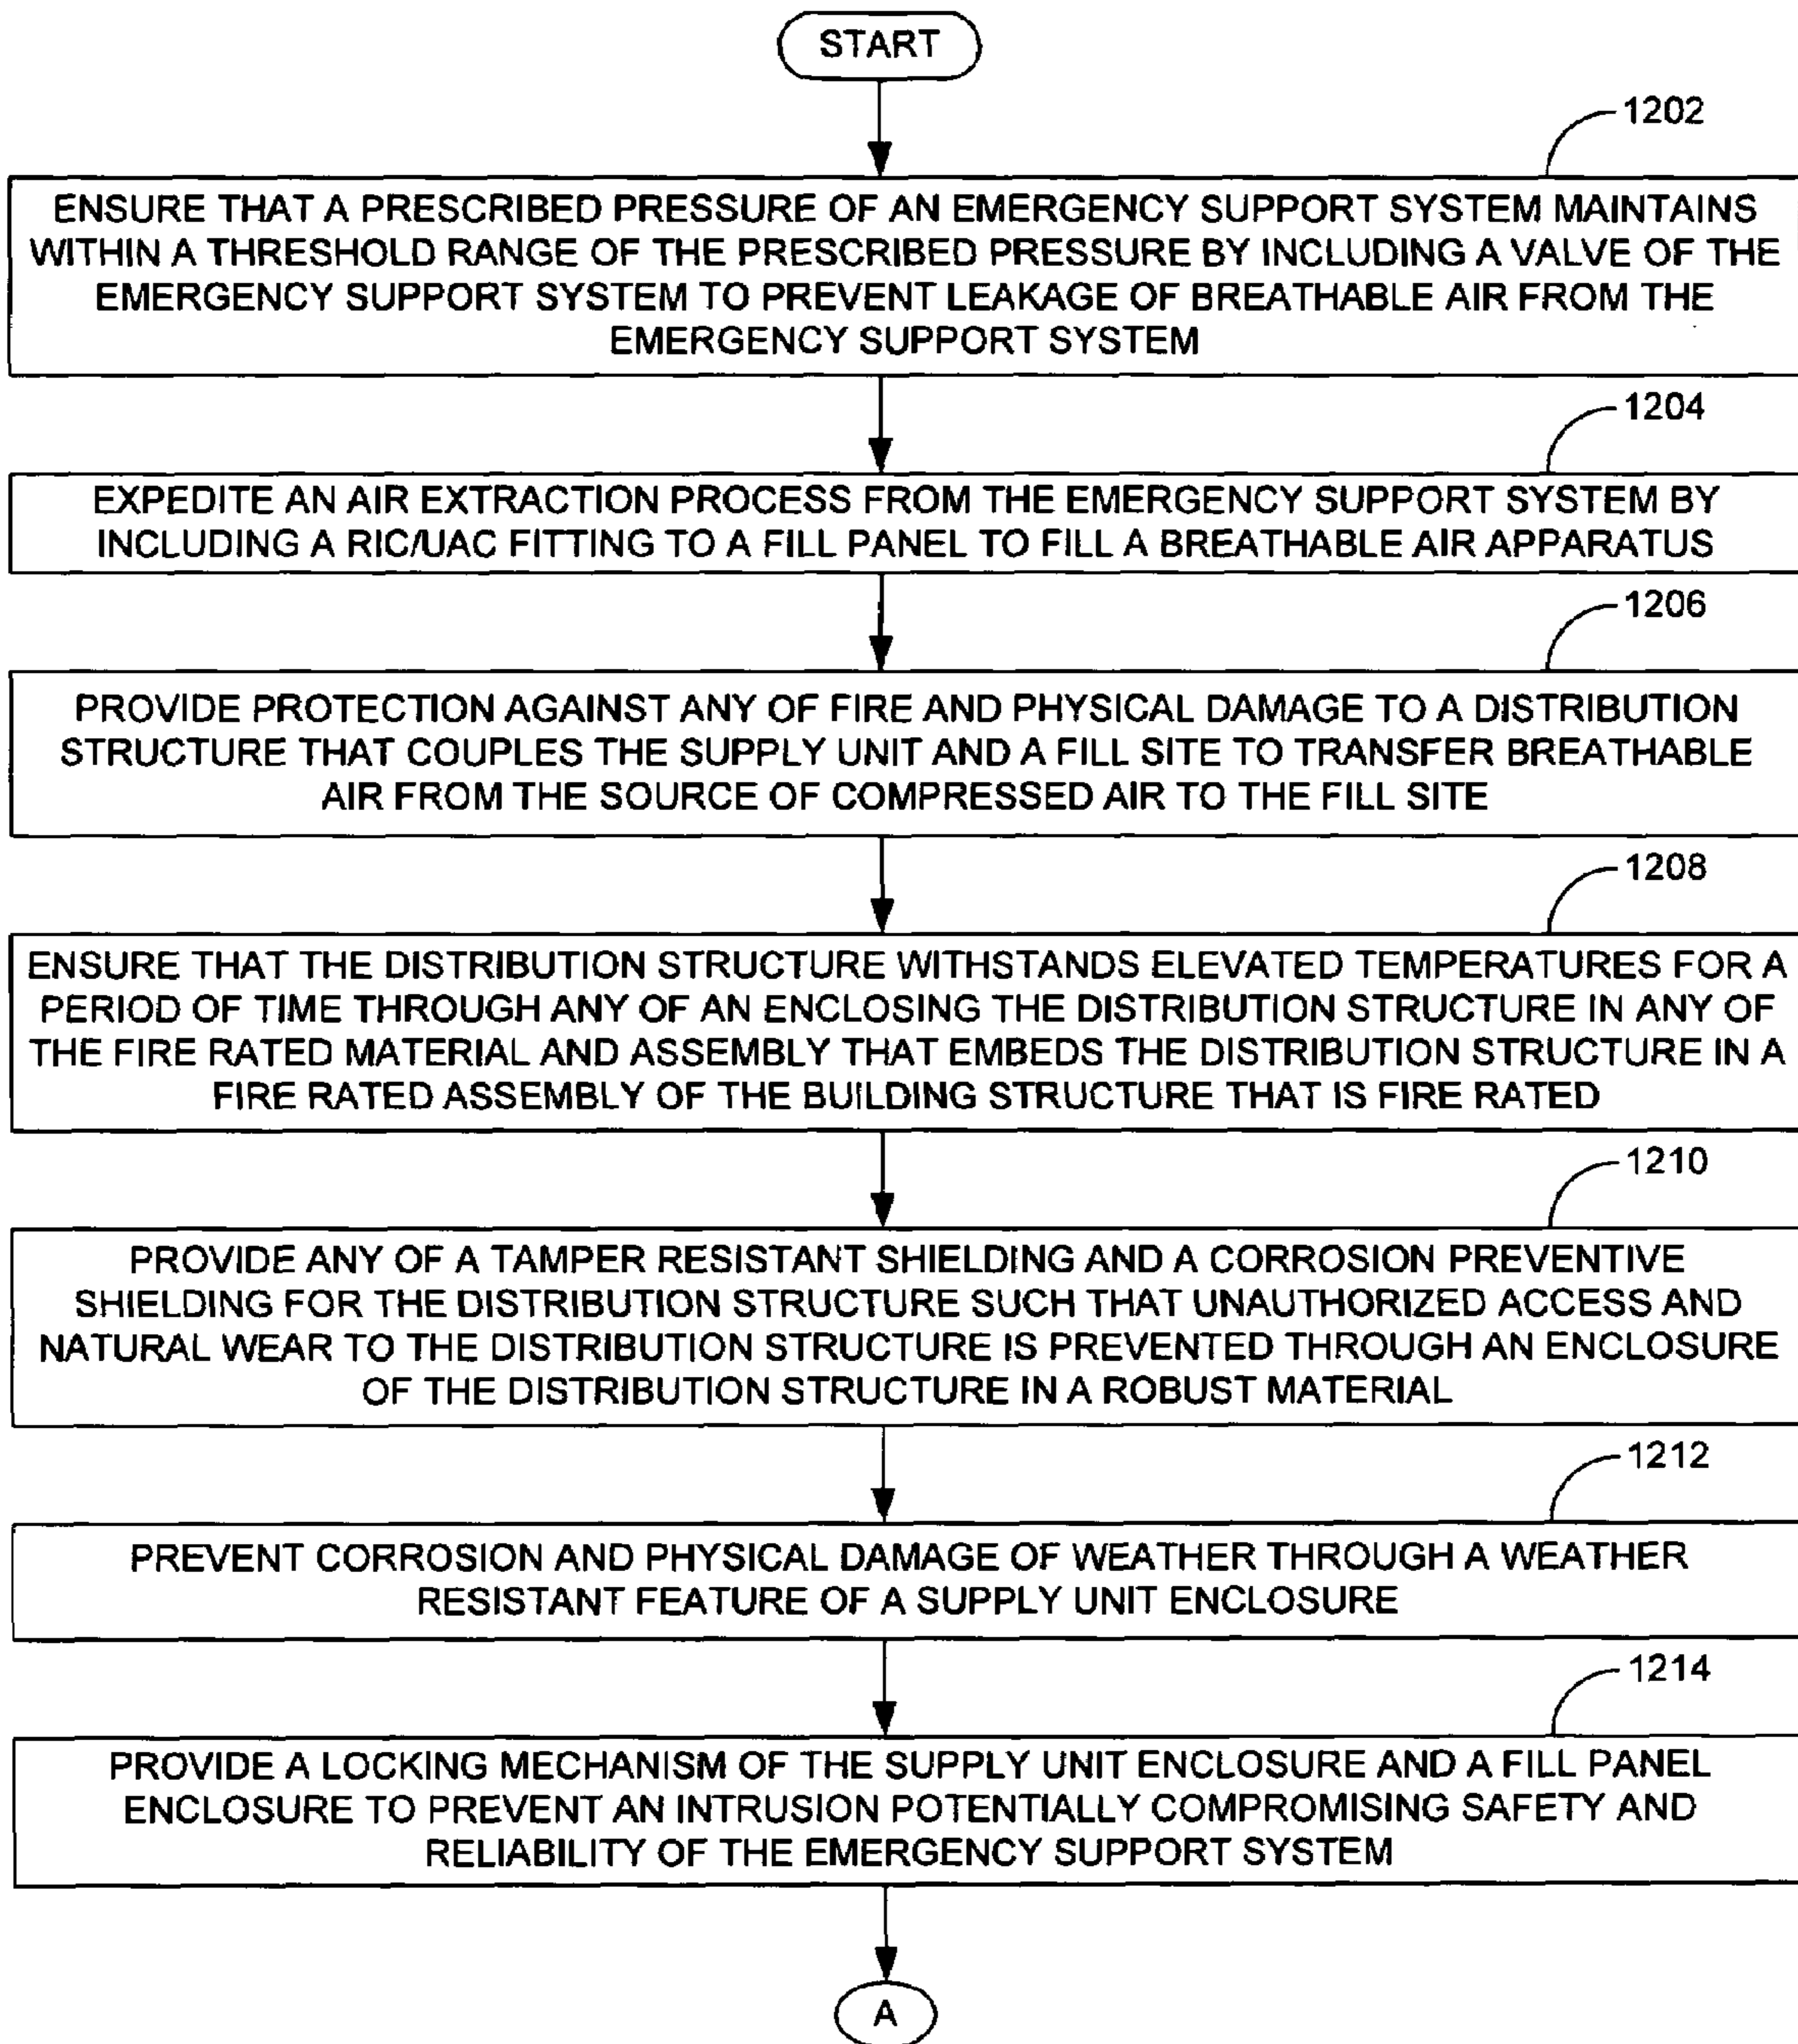 START
1202
ENSURE THAT A PRESCRIBED PRESSURE OF AN EMERGENCY SUPPORT SYSTEM MAINTAINS
WITHIN A THRESHOLD RANGE OF THE PRESCRIBED PRESSURE BY INCLUDING A VALVE OF THE
EMERGENCY SUPPORT SYSTEM TO PREVENT LEAKAGE OF BREATHABLE AIR FROM THE
EMERGENCY SUPPORT SYSTEM
1204
EXPEDITE AN AIR EXTRACTION PROCESS FROM THE EMERGENCY SUPPORT SYSTEM BY
INCLUDING A RIC/UAC FITTING TO A FILL PANEL TO FILL A BREATHABLE AIR APPARATUS
1206
PROVIDE PROTECTION AGAINST ANY OF FIRE AND PHYSICAL DAMAGE TO A DISTRIBUTION
STRUCTURE THAT COUPLES THE SUPPLY UNIT AND A FILL SITE TO TRANSFER BREATHABLE
AIR FROM THE SOURCE OF COMPRESSED AIR TO THE FILL SITE
1208
ENSURE THAT THE DISTRIBUTION STRUCTURE WITHSTANDS ELEVATED TEMPERATURES FOR A
PERIOD OF TIME THROUGH ANY OF AN ENCLOSING THE DISTRIBUTION STRUCTURE IN ANY OF
THE FIRE RATED MATERIAL AND ASSEMBLY THAT EMBEDS THE DISTRIBUTION STRUCTURE IN A
FIRE RATED ASSEMBLY OF THE BUILDING STRUCTURE THAT IS FIRE RATED
1210
PROVIDE ANY OF A TAMPER RESISTANT SHIELDING AND A CORROSION PREVENTIVE
SHIELDING FOR THE DISTRIBUTION STRUCTURE SUCH THAT UNAUTHORIZED ACCESS AND
NATURAL WEAR TO THE DISTRIBUTION STRUCTURE IS PREVENTED THROUGH AN ENCLOSURE
OF THE DISTRIBUTION STRUCTURE IN A ROBUST MATERIAL
1212
PREVENT CORROSION AND PHYSICAL DAMAGE OF WEATHER THROUGH A WEATHER
RESISTANT FEATURE OF A SUPPLY UNIT ENCLOSURE
1214
PROVIDE A LOCKING MECHANISM OF THE SUPPLY UNIT ENCLOSURE AND A FILL PANEL
ENCLOSURE TO PREVENT AN INTRUSION POTENTIALLY COMPROMISING SAFETY AND
RELIABILITY OF THE EMERGENCY SUPPORT SYSTEM
A